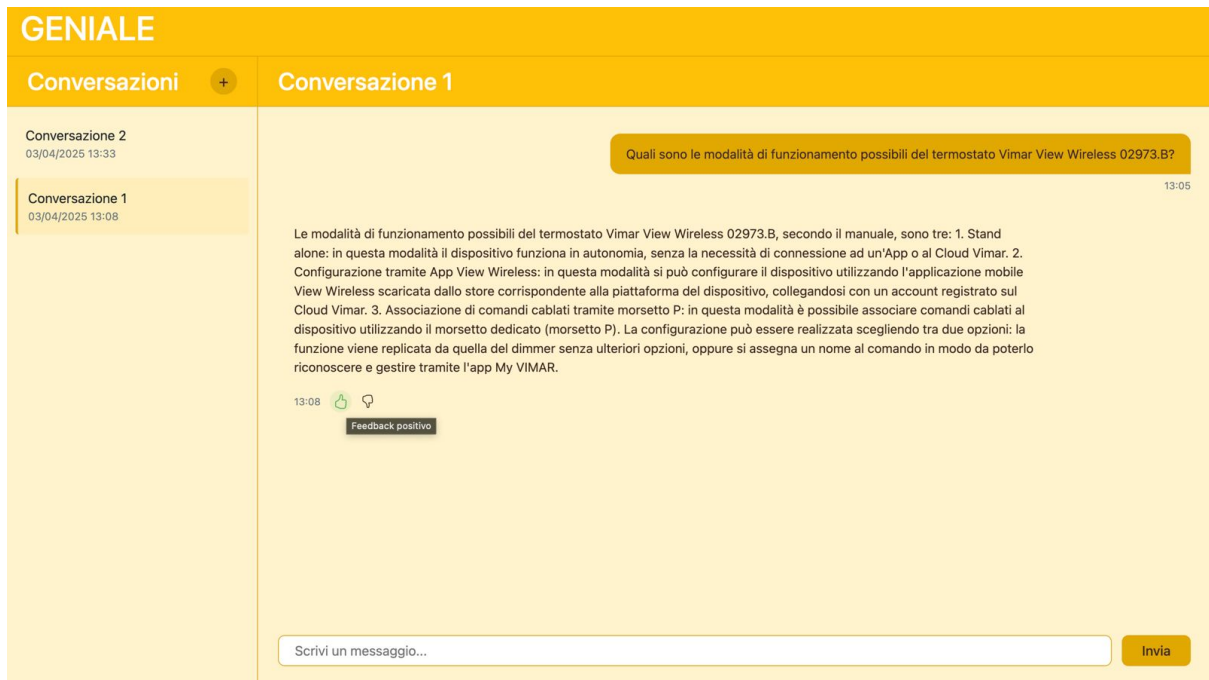 GENIALE
Conversazioni +
Conversazione 1
Conversazione 2
03/04/2025 13:33
Conversazione 1
03/04/2025 13:08
Quali sono le modalità di funzionamento possibili del termostato Vimar View Wireless 02973.B?
13:05
Le modalità di funzionamento possibili del termostato Vimar View Wireless 02973.B, secondo il manuale, sono tre: 1. Stand
alone: in questa modalità il dispositivo funziona in autonomia, senza la necessità di connessione ad un'App o al Cloud Vimar. 2.
Configurazione tramite App View Wireless: in questa modalità si può configurare il dispositivo utilizzando l'applicazione mobile
View Wireless scaricata dallo store corrispondente alla piattaforma del dispositivo, collegandosi con un account registrato sul
Cloud Vimar. 3. Associazione di comandi cablati tramite morsetto P: in questa modalità è possibile associare comandi cablati al
dispositivo utilizzando il morsetto dedicato (morsetto P). La configurazione può essere realizzata scegliendo tra due opzioni: la
funzione viene replicata da quella del dimmer senza ulteriori opzioni, oppure si assegna un nome al comando in modo da poterlo
riconoscere e gestire tramite l'app My VIMAR.
13:08
Feedback positivo
Scrivi un messaggio...
Invia